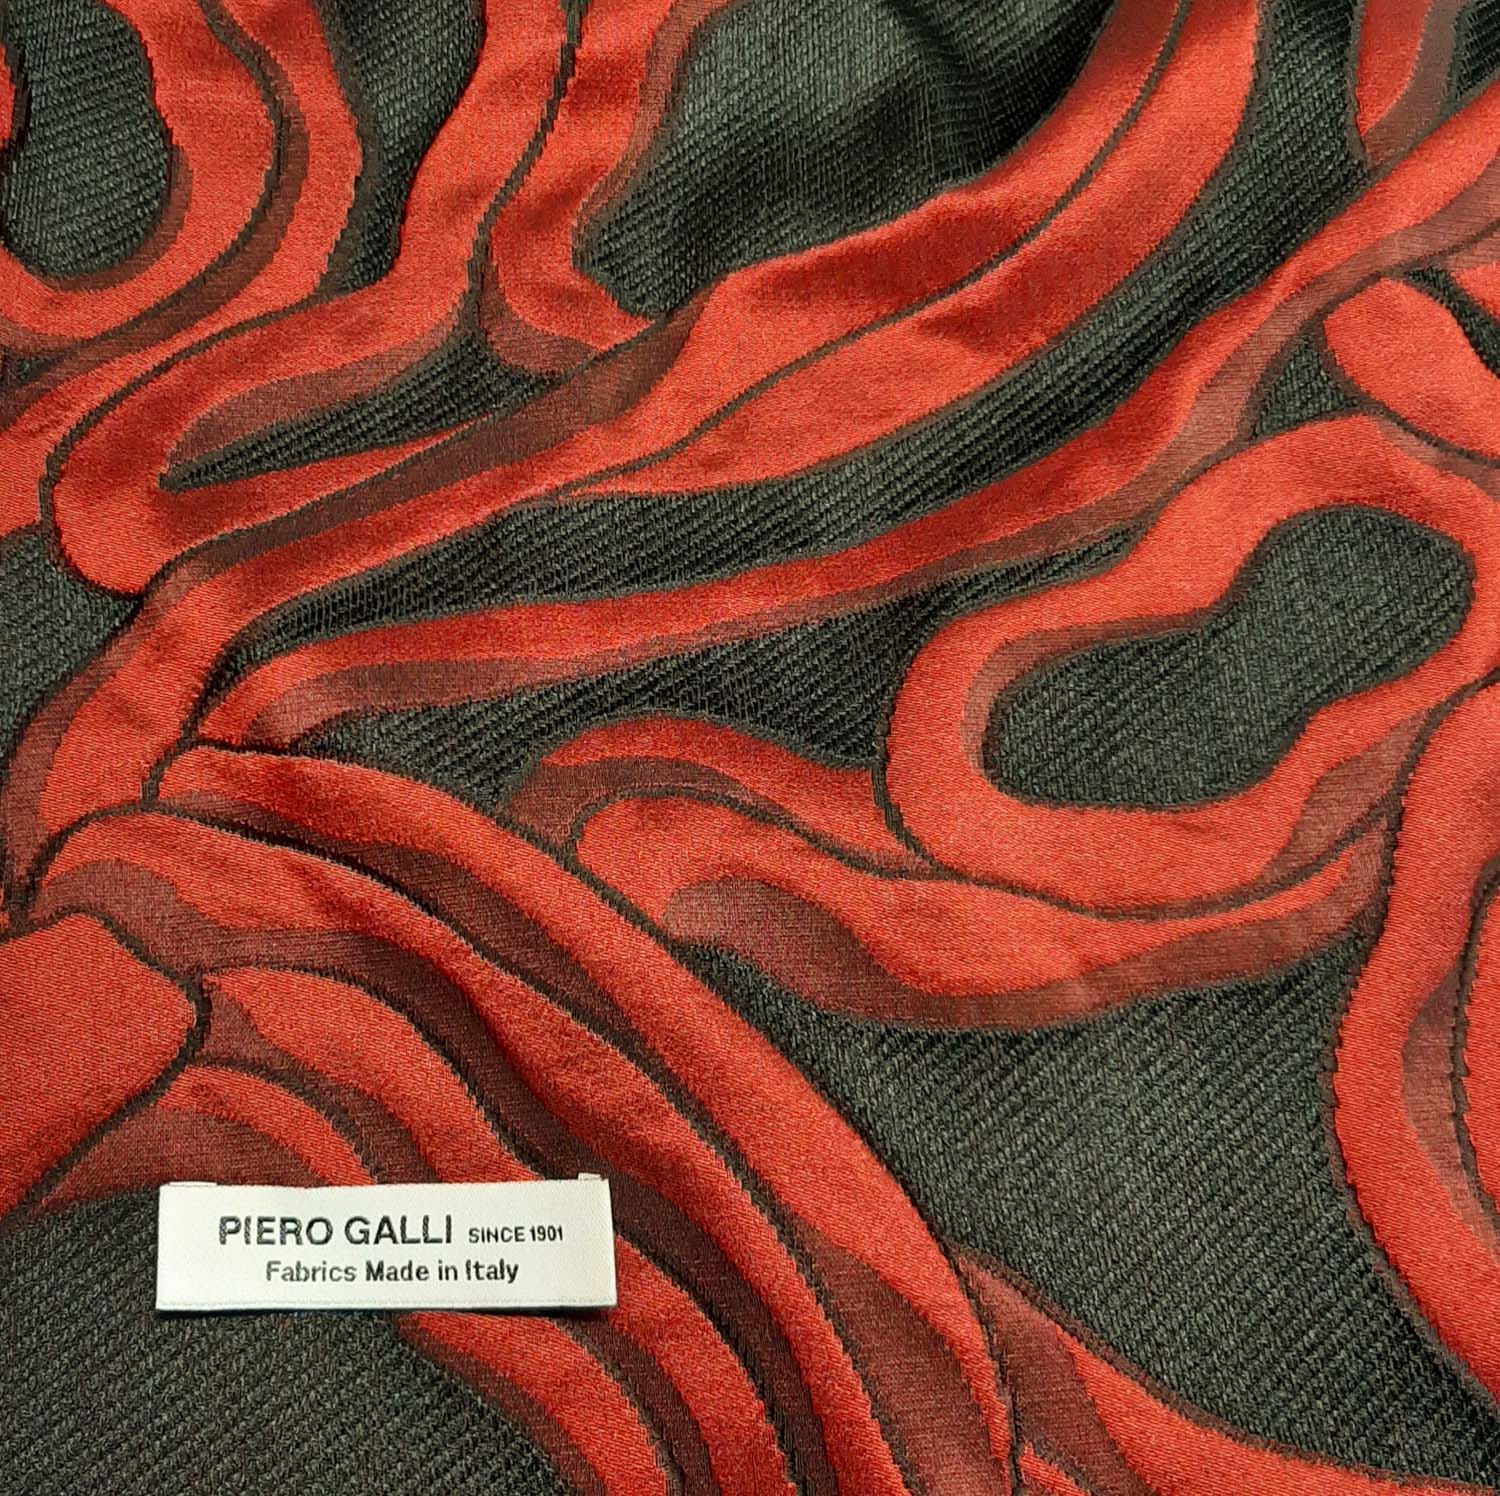 PIERO GALLI SINCE 1901
Fabrics Made in Italy